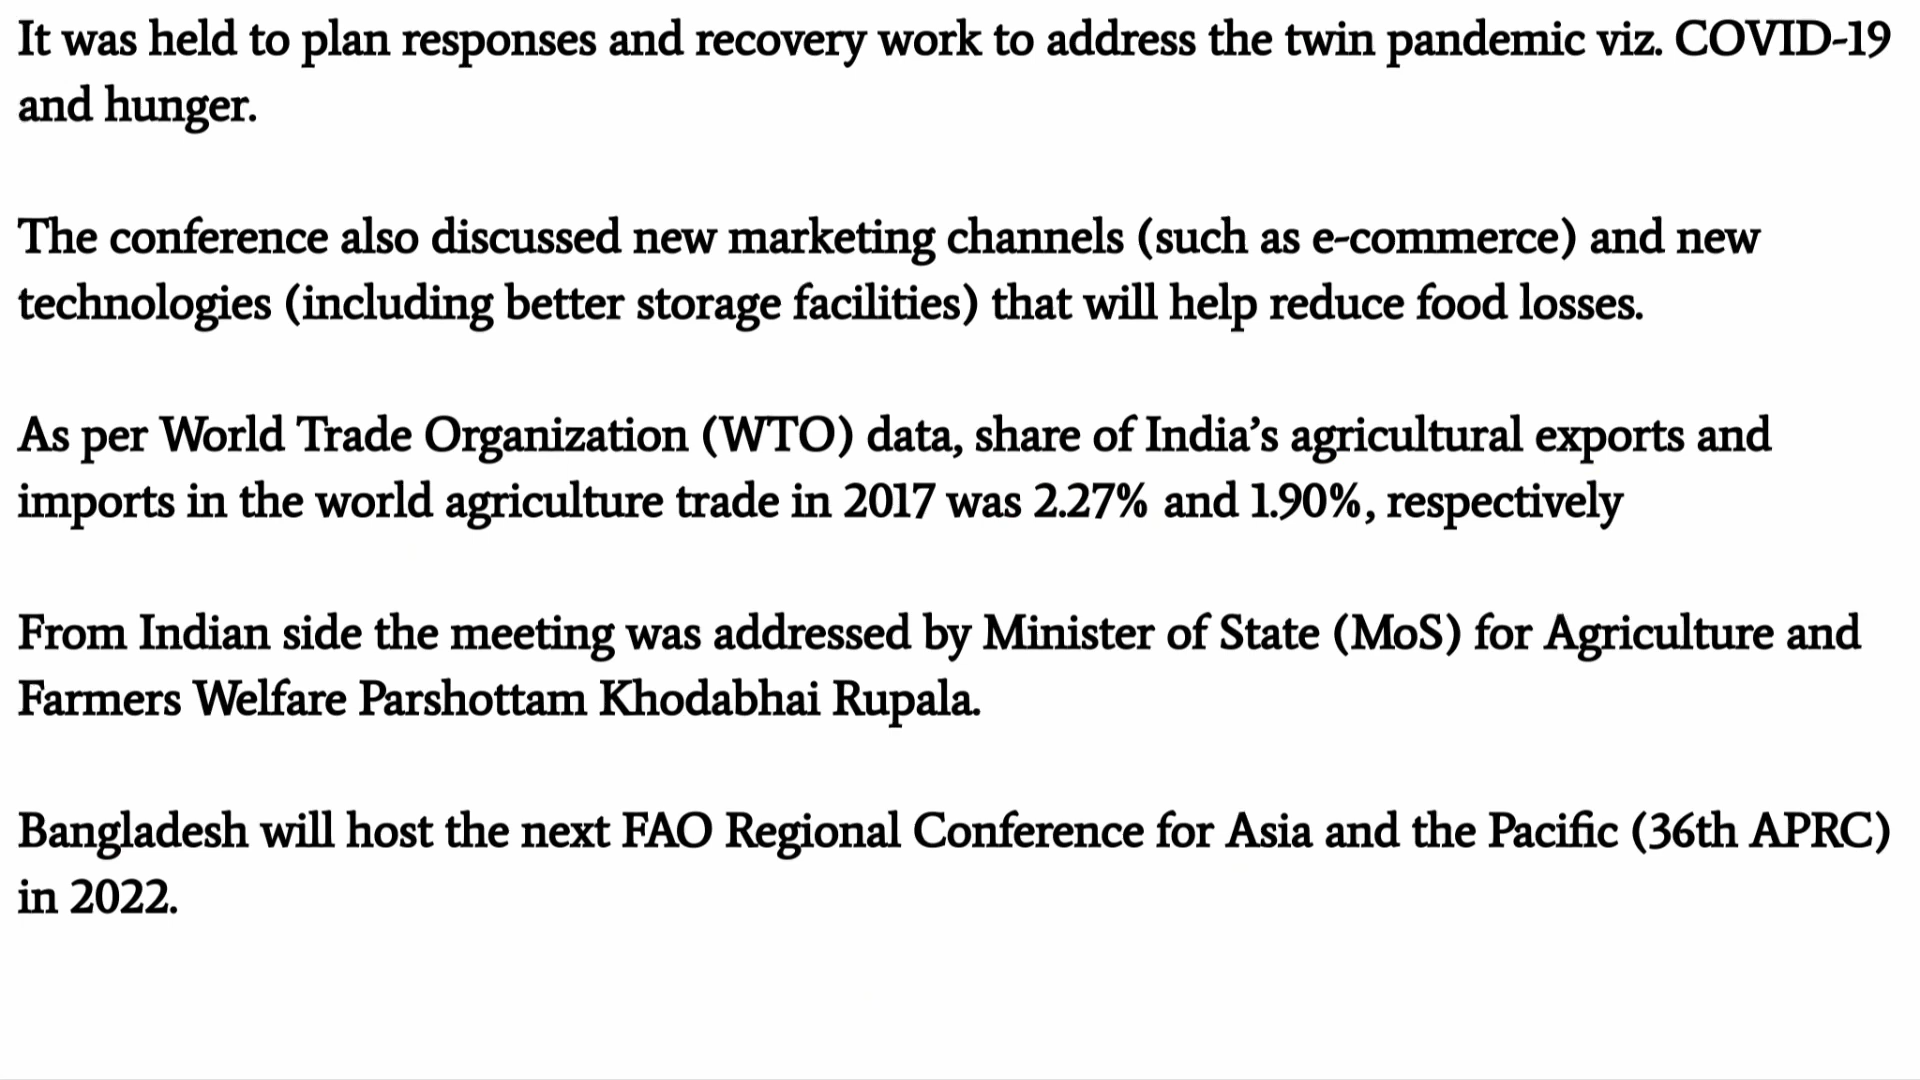 It was held to plan responses and recovery work to address the twin pandemic viz. COVID-19
and hunger.
The conference also discussed new marketing channels (such as e-commerce) and new
technologies (including better storage facilities) that will help reduce food losses.
As per World Trade Organization (WTO) data, share of India’s agricultural exports and
imports in the world agriculture trade in 2017 was 2.27% and 1.90%, respectively
From Indian side the meeting was addressed by Minister of State (MoS) for Agriculture and
Farmers Welfare Parshottam Khodabhai Rupala.
Bangladesh will host the next FAO Regional Conference for Asia and the Pacific (36th APRC)
in 2022.